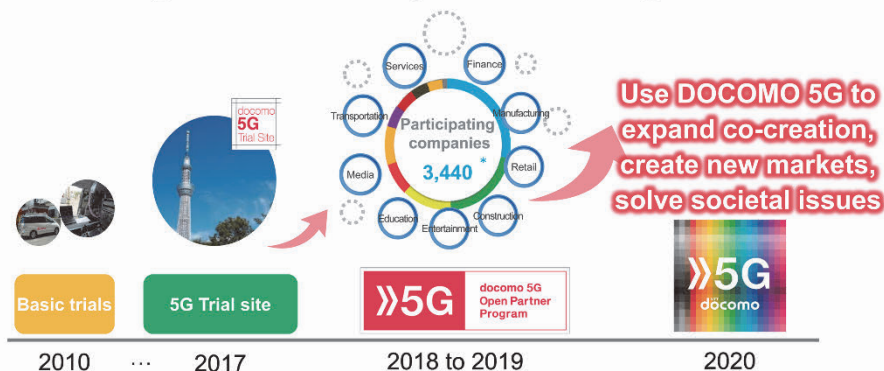 docomo
5G
Trial Site
Services
Finance
Transportation
Manufacturing
Participating
companies
3,440 *
Media
Retail
Education
Construction
Entertainment
Use DOCOMO 5G to
expand co-creation,
create new markets,
solve societal issues
Basic trials
5G Trial site
5G
docomo 5G
Open Partner
Program
5G
döcomo
2010 ... 2017 2018 to 2019 2020